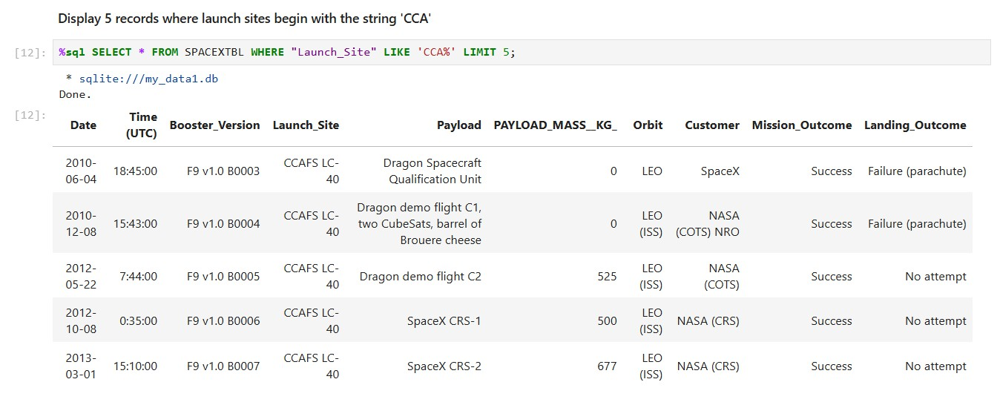 Display 5 records where launch sites begin with the string 'CCA'
[12]: %sql SELECT * FROM SPACEXTBL WHERE "Launch_Site" LIKE 'CCA%' LIMIT 5;
* sqlite:///my_data1.db
Done.
[12]:
Date Time (UTC) Booster_Version Launch_Site Payload PAYLOAD_MASS__KG_ Orbit Customer Mission_Outcome Landing_Outcome
2010-06-04 18:45:00 F9 v1.0 B0003 CCAFS LC-40 Dragon Spacecraft Qualification Unit 0 LEO SpaceX Success Failure (parachute)
2010-12-08 15:43:00 F9 v1.0 B0004 CCAFS LC-40 Dragon demo flight C1, two CubeSats, barrel of Brouere cheese 0 LEO (ISS) NASA (COTS) NRO Success Failure (parachute)
2012-05-22 7:44:00 F9 v1.0 B0005 CCAFS LC-40 Dragon demo flight C2 525 LEO (ISS) NASA (COTS) Success No attempt
2012-10-08 0:35:00 F9 v1.0 B0006 CCAFS LC-40 SpaceX CRS-1 500 LEO (ISS) NASA (CRS) Success No attempt
2013-03-01 15:10:00 F9 v1.0 B0007 CCAFS LC-40 SpaceX CRS-2 677 LEO (ISS) NASA (CRS) Success No attempt